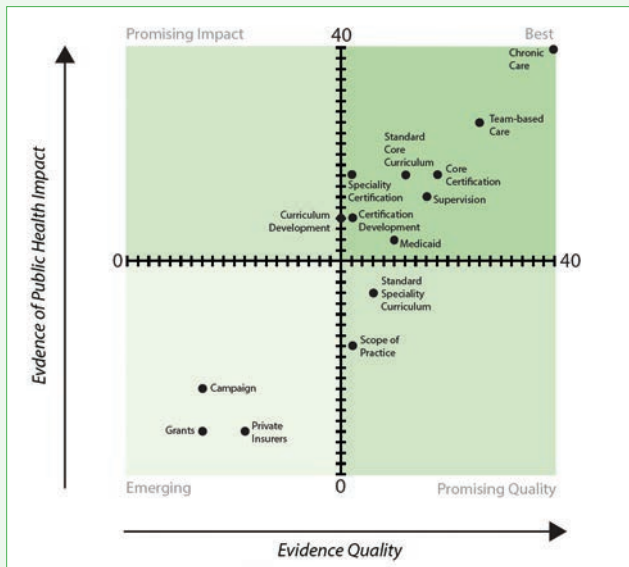 Promising Impact
40
Best
Chronic
Care
Team-based
Care
Standard
Core
Curriculum
Core
Certification
Speciality
Certification
Supervision
Curriculum
Development
Certification
Development
Medicaid
0
40
Standard
Speciality
Curriculum
Scope of
Practice
Campaign
Grants
Private
Insurers
Emerging
0
Promising Quality
Evdence of Public Health Impact
Evidence Quality